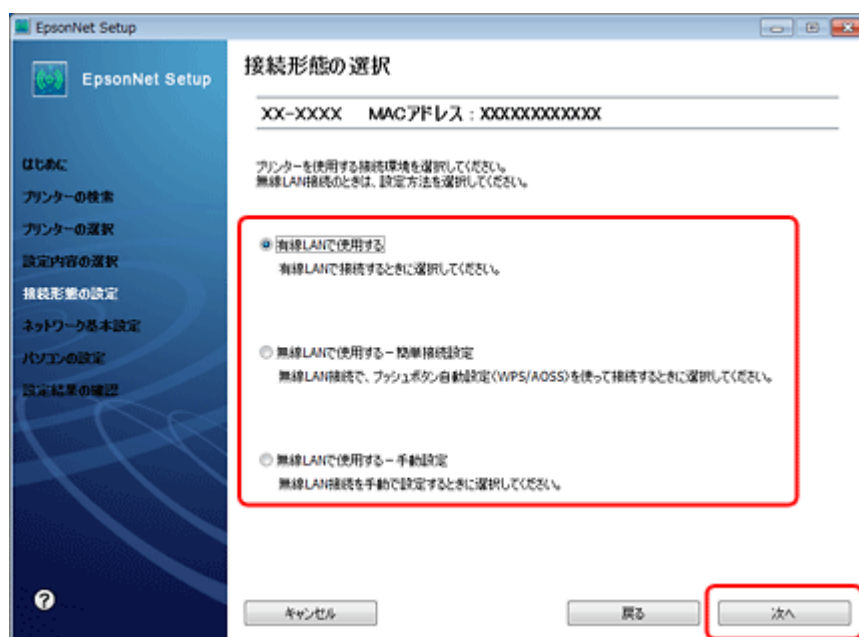 EpsonNet Setup
EpsonNet Setup
はじめに
プリンターの検索
プリンターの選択
設定内容の選択
接続形態の設定
ネットワーク基本設定
パソコンの設定
設定結果の確認
接続形態の選択
XX-XXXX MACアドレス：XXXXXXXXXXXX
プリンターを使用する接続環境を選択してください。
無線LAN接続のときは、設定方法を選択してください。
有線LANで使用する
有線LANで接続するときに選択してください。
無線LANで使用する－簡単接続設定
無線LAN接続で、プッシュボタン自動設定（WPS/AOSS）を使って接続するときに選択してください。
無線LANで使用する－手動設定
無線LAN接続を手動で設定するときに選択してください。
?
キャンセル
戻る
次へ